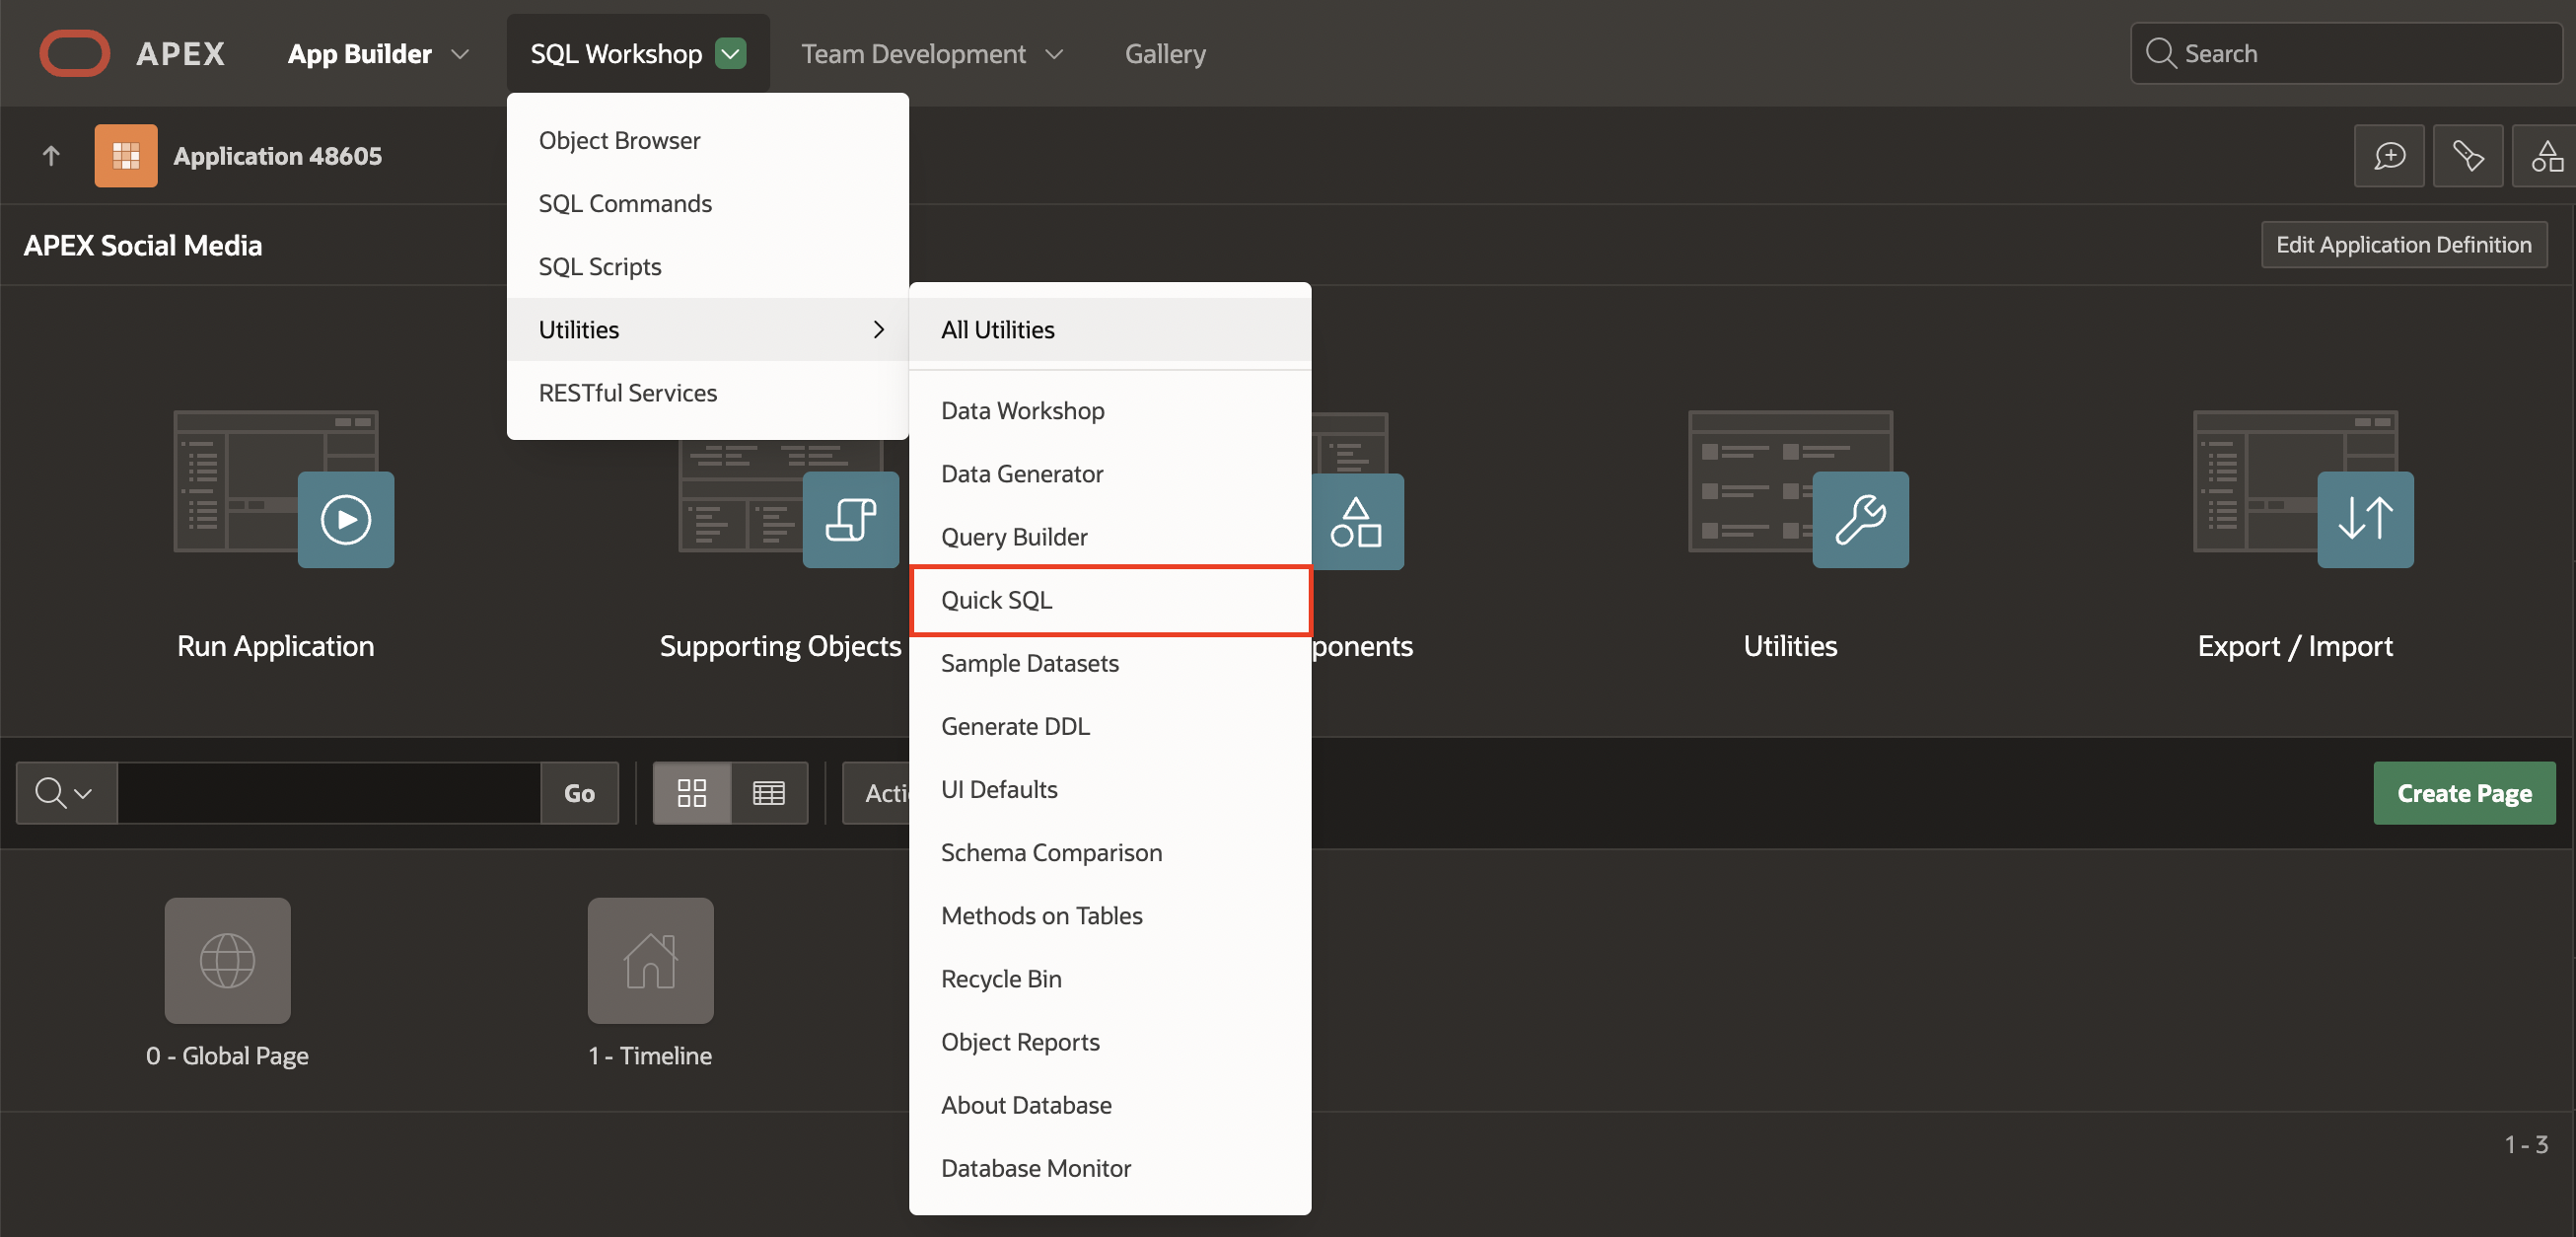 APEX
App Builder
SQL Workshop
Team Development
Gallery
Search
Application 48605
APEX Social Media
Edit Application Definition
Object Browser
SQL Commands
SQL Scripts
Utilities
RESTful Services
All Utilities
Data Workshop
Data Generator
Query Builder
Quick SQL
Sample Datasets
Generate DDL
UI Defaults
Schema Comparison
Methods on Tables
Recycle Bin
Object Reports
About Database
Database Monitor
Run Application
Supporting Objects
ponents
Utilities
Export / Import
Go
Acti
Create Page
0 - Global Page
1 - Timeline
1 - 3